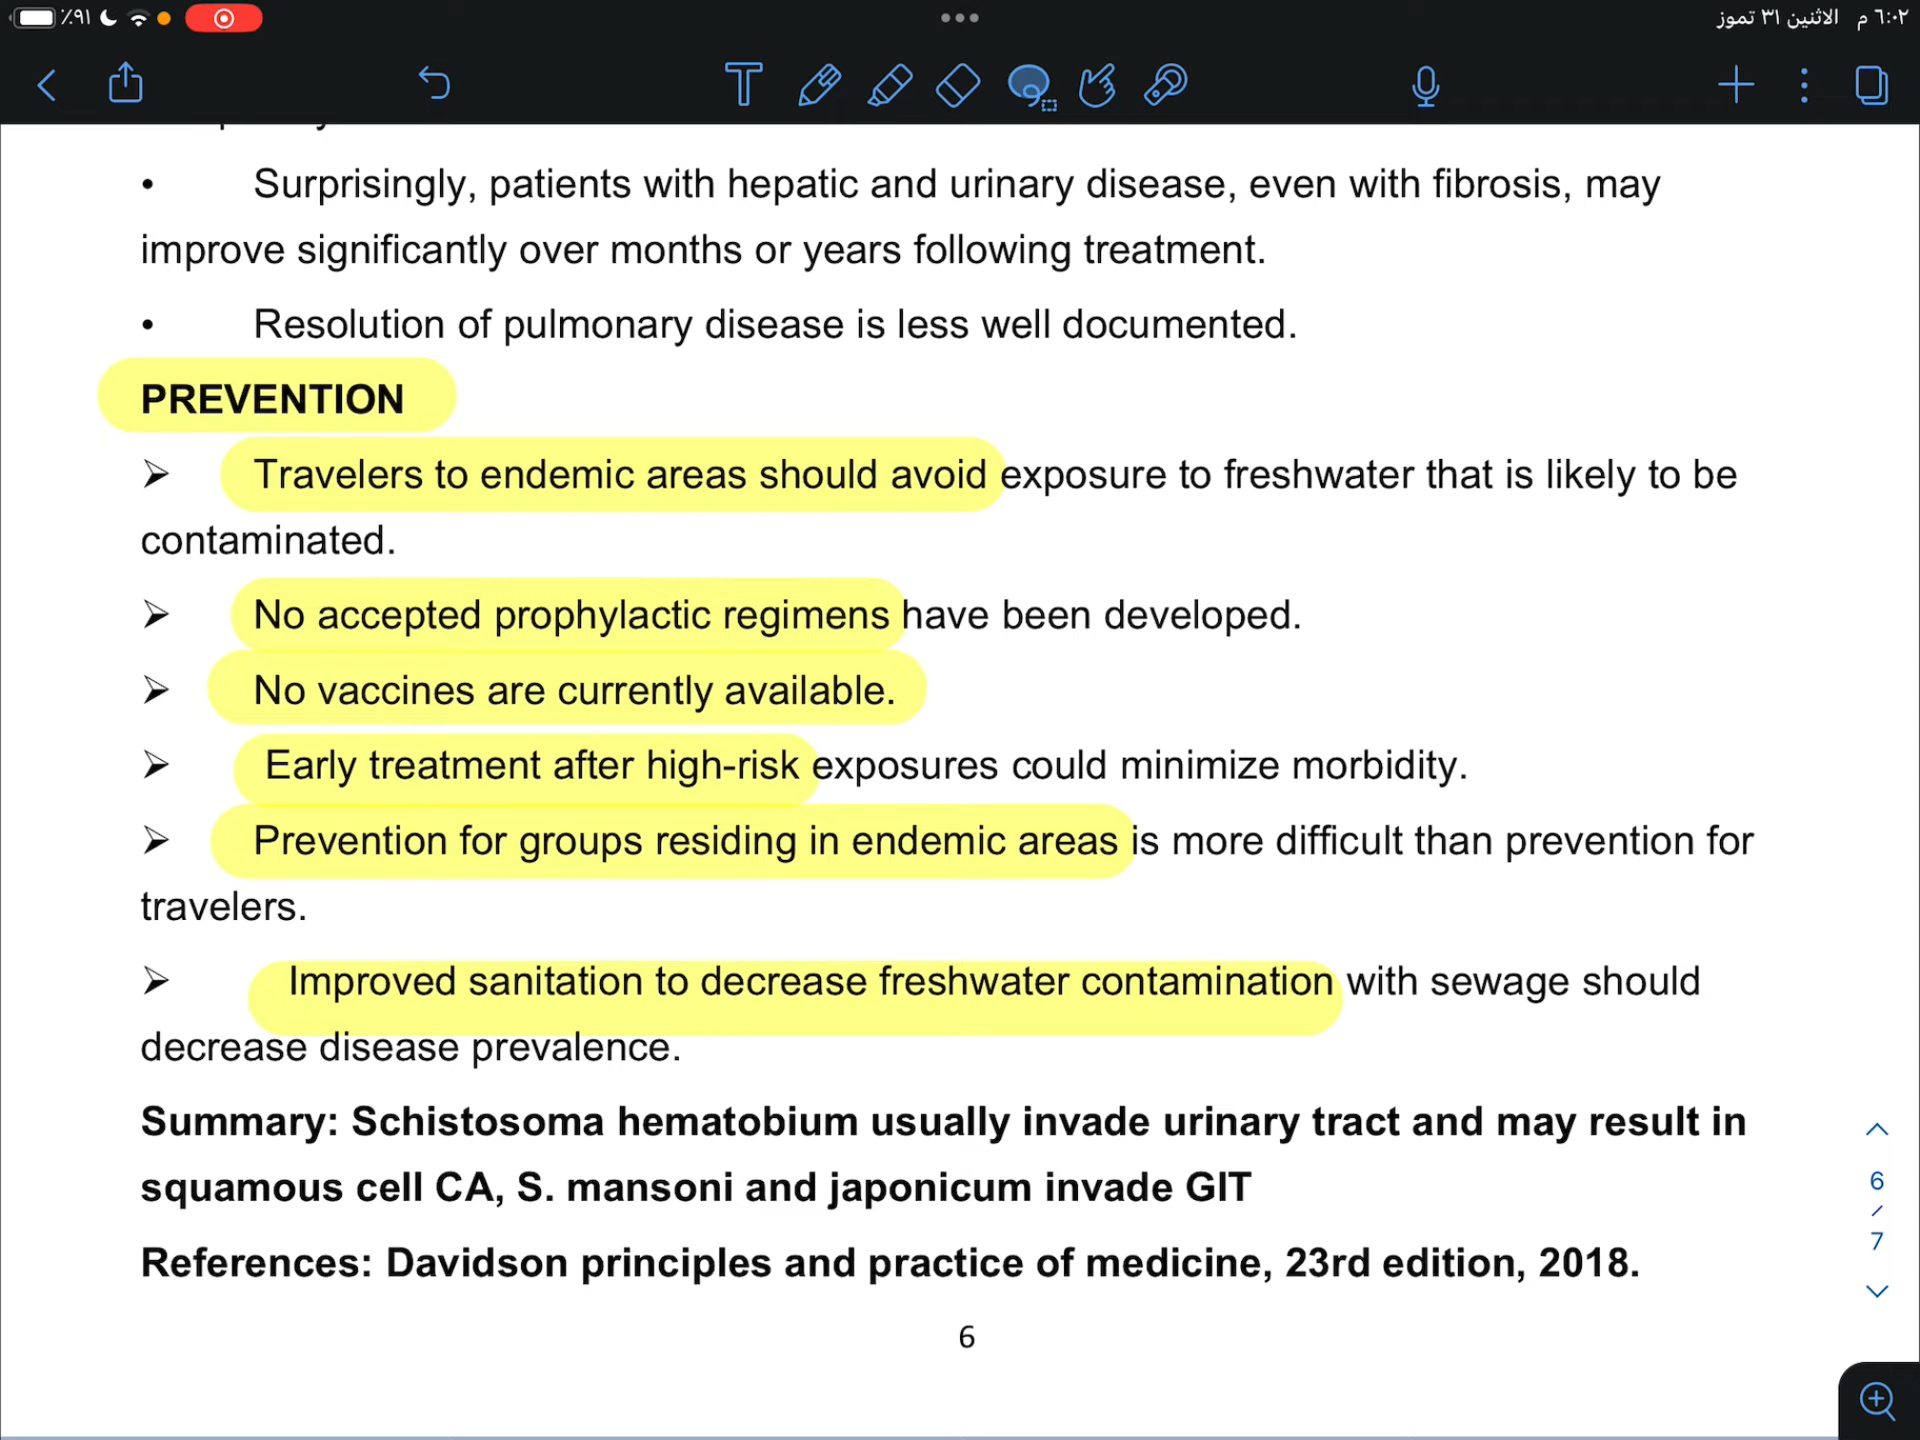 ٪٩١
٦:٠٢ م الاثنين ٣١ تموز
• Surprisingly, patients with hepatic and urinary disease, even with fibrosis, may
improve significantly over months or years following treatment.
• Resolution of pulmonary disease is less well documented.
PREVENTION
➢ Travelers to endemic areas should avoid exposure to freshwater that is likely to be
contaminated.
➢ No accepted prophylactic regimens have been developed.
➢ No vaccines are currently available.
➢ Early treatment after high-risk exposures could minimize morbidity.
➢ Prevention for groups residing in endemic areas is more difficult than prevention for
travelers.
➢ Improved sanitation to decrease freshwater contamination with sewage should
decrease disease prevalence.
Summary: Schistosoma hematobium usually invade urinary tract and may result in
squamous cell CA, S. mansoni and japonicum invade GIT
References: Davidson principles and practice of medicine, 23rd edition, 2018.
6
6
/
7